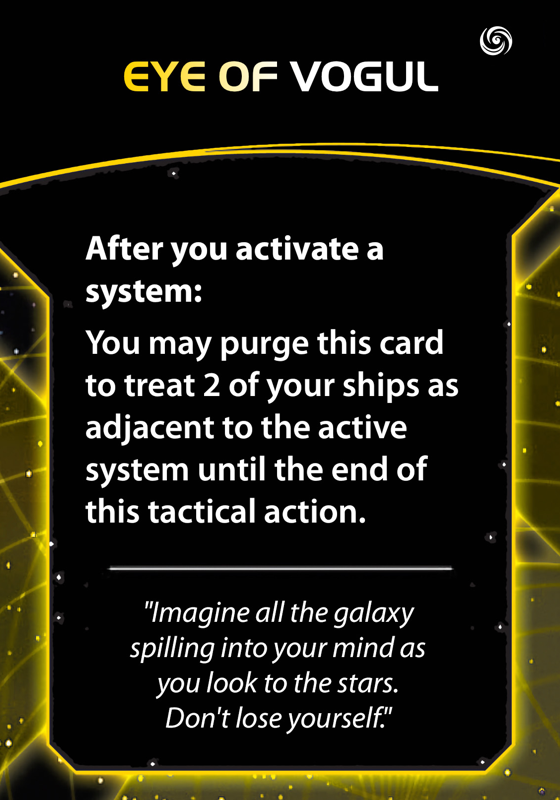 EYE OF VOGUL
After you activate a
system:
You may purge this card
to treat 2 of your ships as
adjacent to the active
system until the end of
this tactical action.
"Imagine all the galaxy
spilling into your mind as
you look to the stars.
Don't lose yourself."